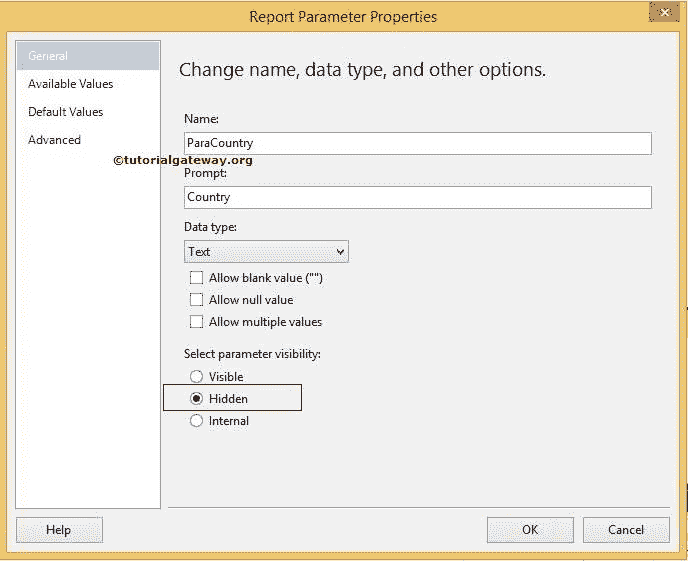 Report Parameter Properties
General
Available Values
Default Values
Advanced
©tutorialgateway.org
Change name, data type, and other options.
Name:
ParaCountry
Prompt:
Country
Data type:
Text
Allow blank value ("")
Allow null value
Allow multiple values
Select parameter visibility:
Visible
Hidden
Internal
Help
OK
Cancel